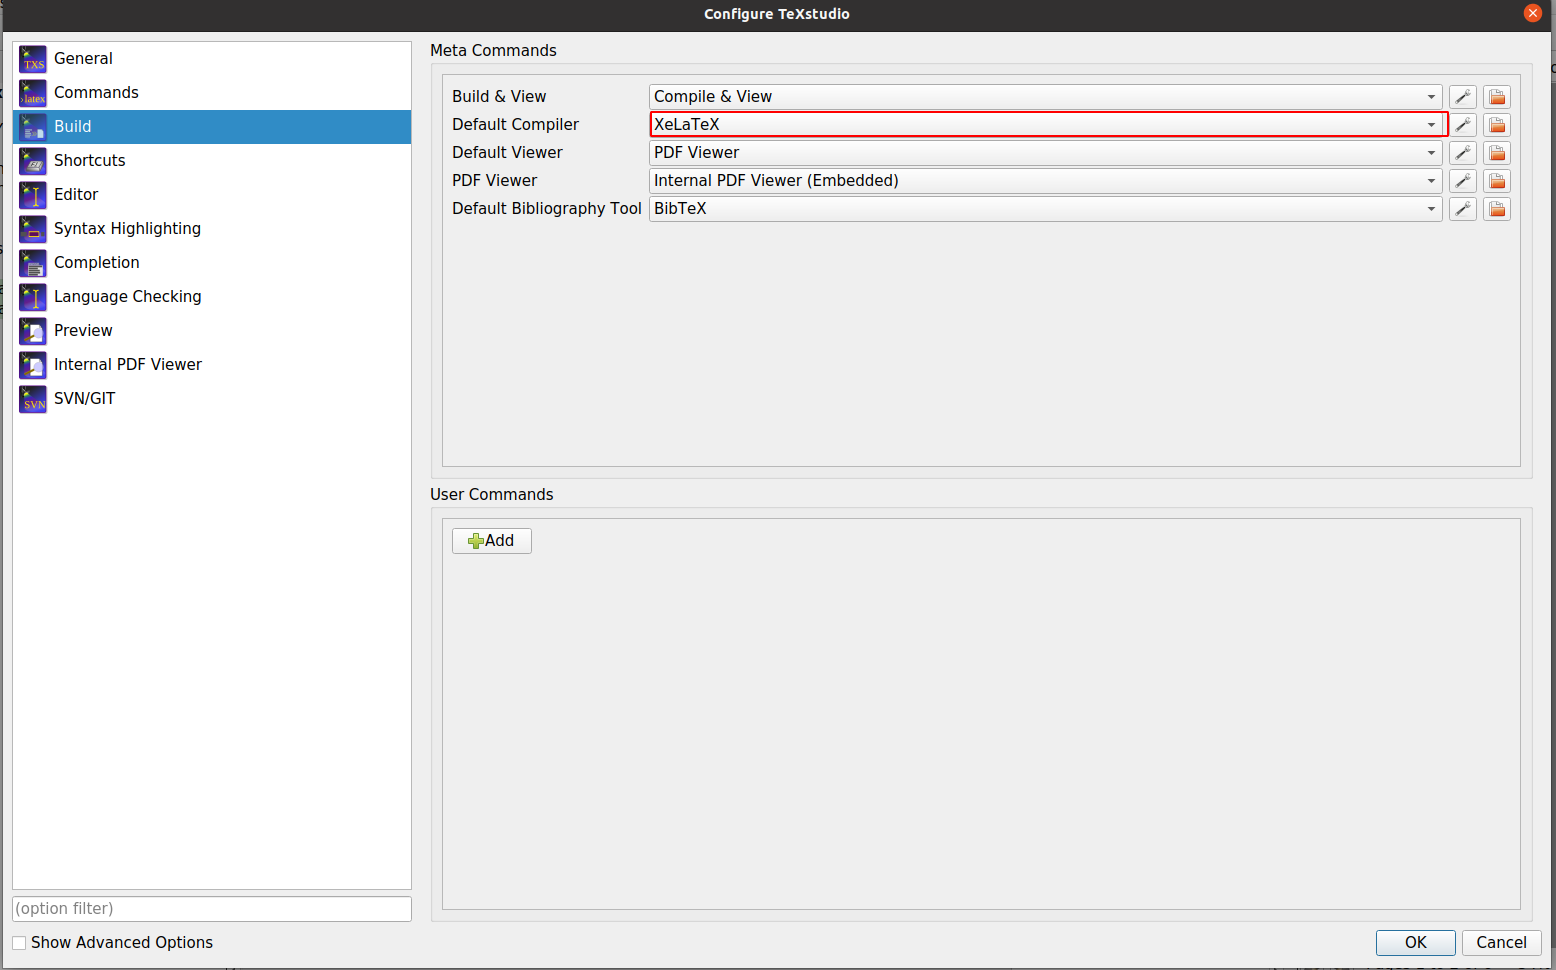 Configure TeXstudio
General
Commands
Build
Shortcuts
Editor
Syntax Highlighting
Completion
Language Checking
Preview
Internal PDF Viewer
SVN/GIT
(option filter)
Show Advanced Options
Meta Commands
Build & View Compile & View
Default Compiler XeLaTeX
Default Viewer PDF Viewer
PDF Viewer Internal PDF Viewer (Embedded)
Default Bibliography Tool BibTeX
User Commands
Add
OK Cancel